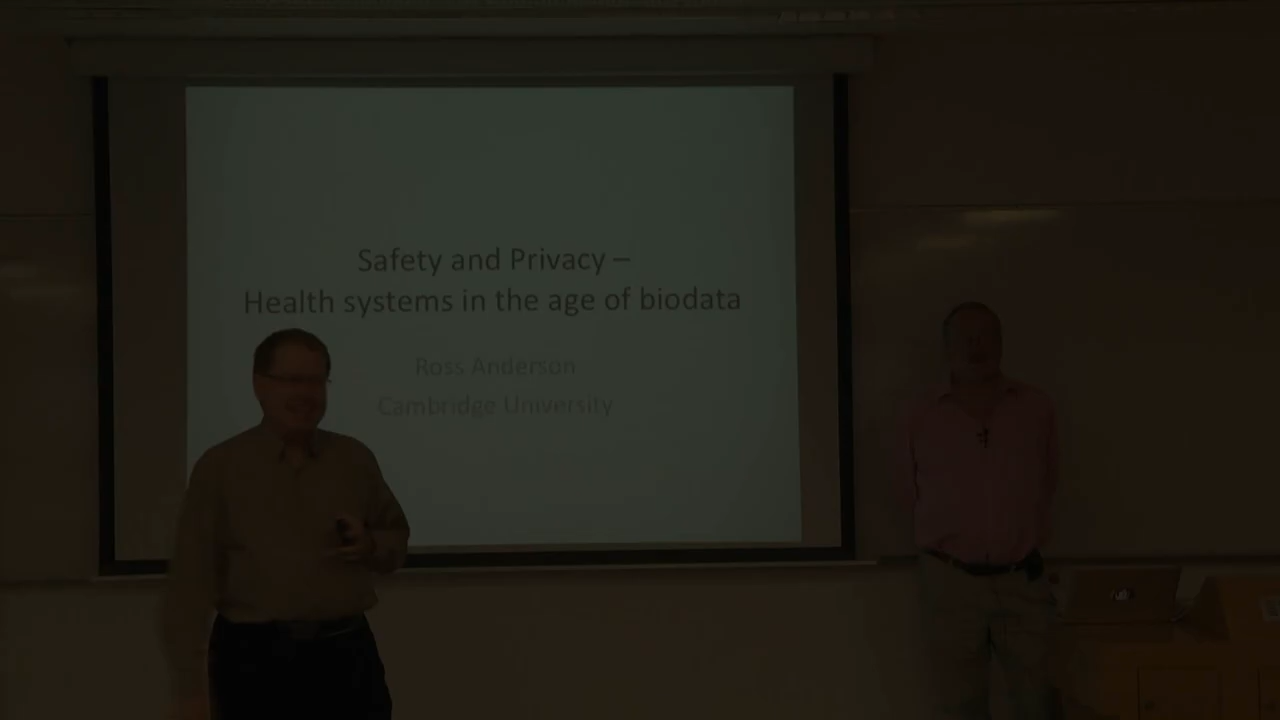 Safety and Privacy –
Health systems in the age of biodata
Ross Anderson
Cambridge University